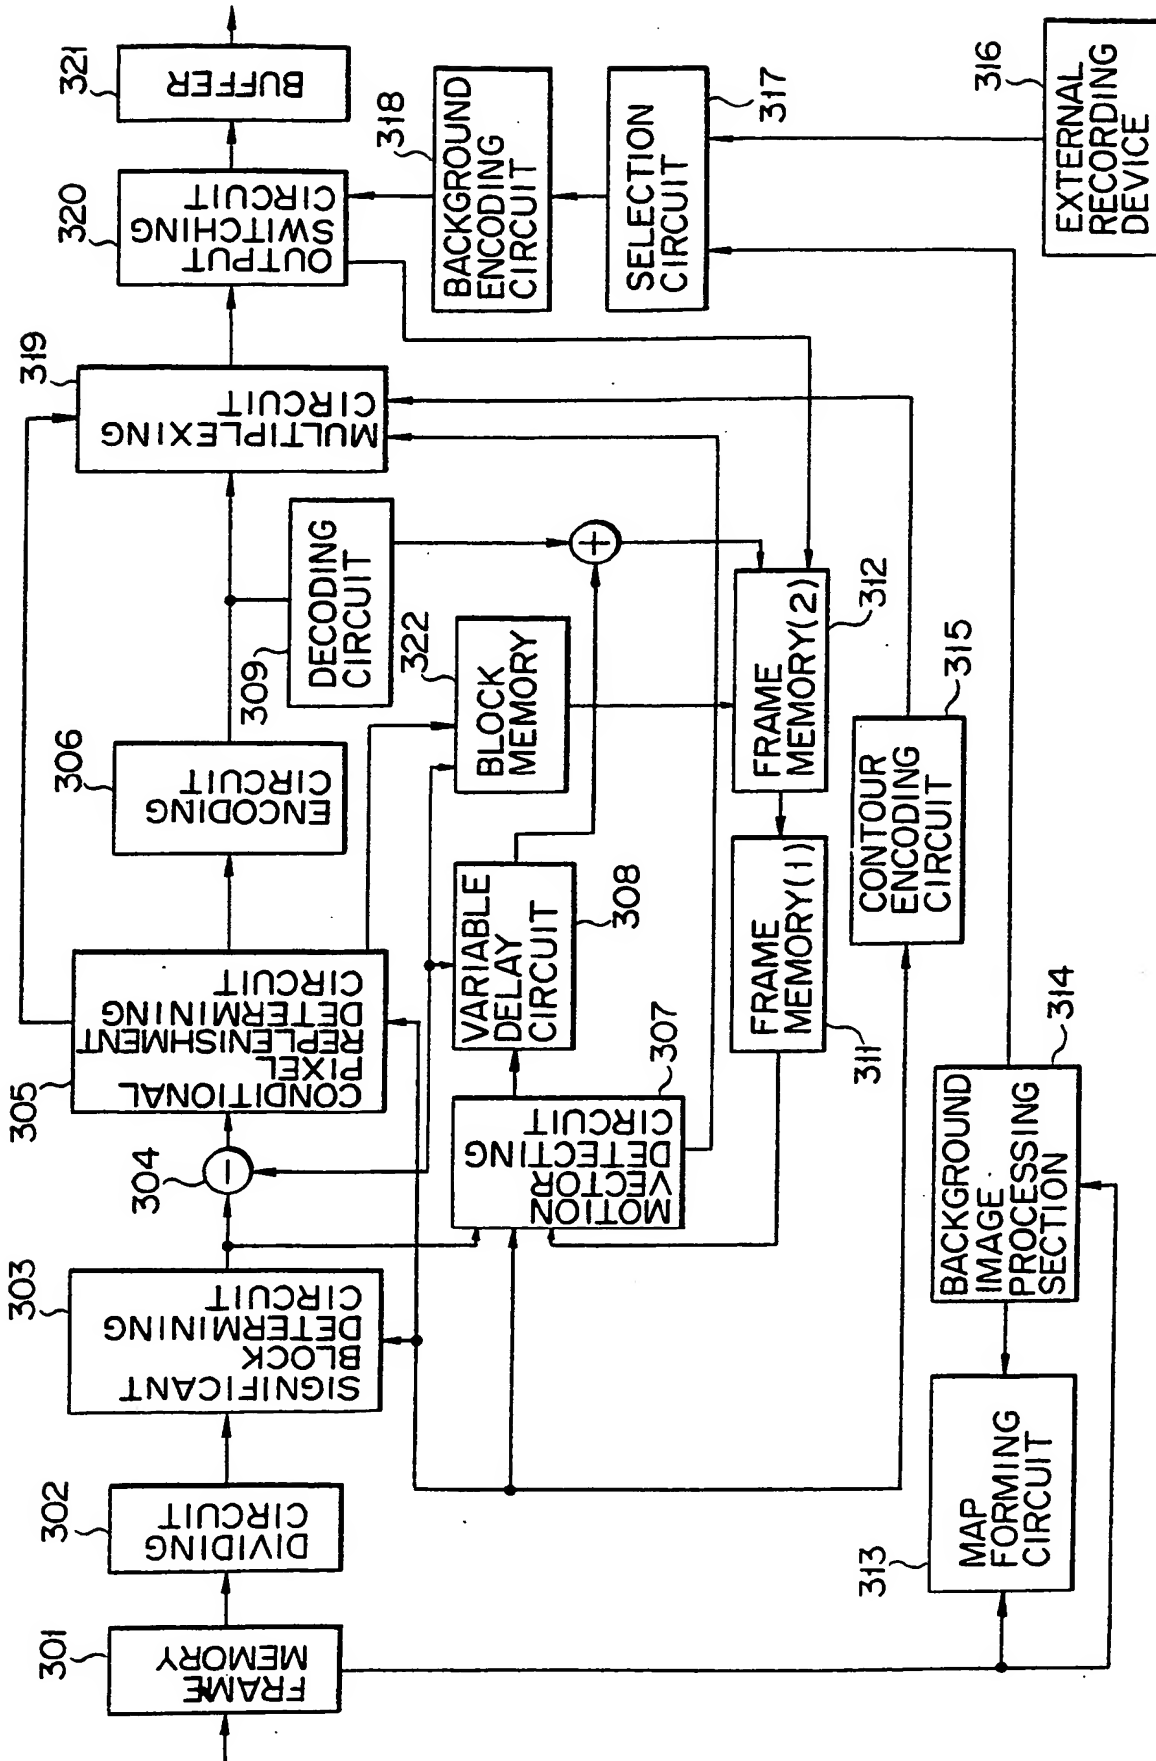 301
FRAME
MEMORY
302
DIVIDING
CIRCUIT
303
SIGNIFICANT
BLOCK
DETERMINING
CIRCUIT
304
305
CONDITIONAL
PIXEL
REPLENISHMENT
DETERMINING
CIRCUIT
306
ENCODING
CIRCUIT
319
MULTIPLEXING
CIRCUIT
320
OUTPUT
SWITCHING
CIRCUIT
321
BUFFER
309
DECODING
CIRCUIT
318
BACKGROUND
ENCODING
CIRCUIT
307
MOTION
VECTOR
DETECTING
CIRCUIT
VARIABLE
DELAY
CIRCUIT
308
322
BLOCK
MEMORY
SELECTION
CIRCUIT
317
FRAME
MEMORY(1)
311
FRAME
MEMORY(2)
312
CONTOUR
ENCODING
CIRCUIT
315
313
MAP
FORMING
CIRCUIT
BACKGROUND
IMAGE
PROCESSING
SECTION
314
316
EXTERNAL
RECORDING
DEVICE